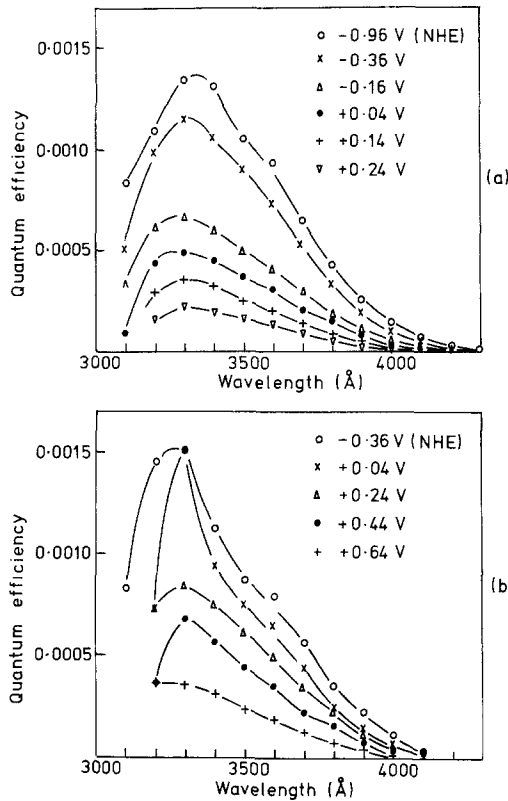 0.0015
0.0010
0.0005
Quantum efficiency
o -0.96 V (NHE)
x -0.36 V
△ -0.16 V
● +0.04 V
+ +0.14 V
▽ +0.24 V
(a)
3000 3500 4000
Wavelength (Å)
0.0015
0.0010
0.0005
Quantum efficiency
o -0.36 V (NHE)
x +0.04 V
△ +0.24 V
● +0.44 V
+ +0.64 V
(b
3000 3500 4000
Wavelength (Å)